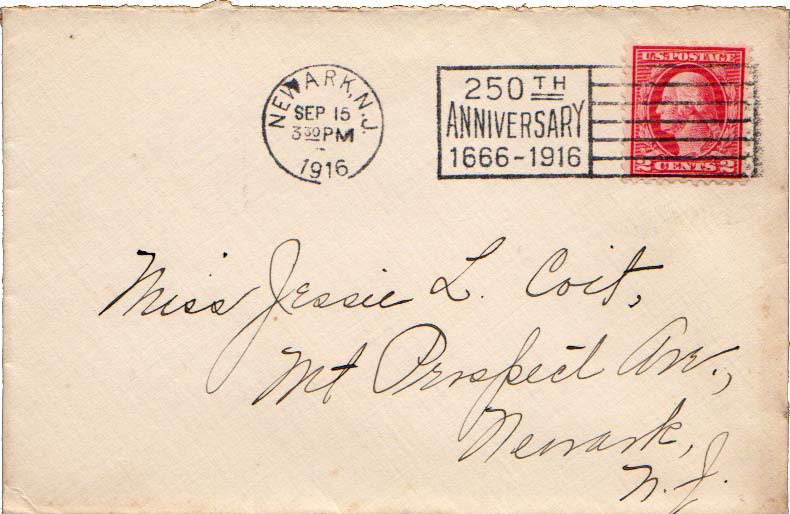 NEWARK, N.J.
SEP 15
3 30 PM
1916
250TH
ANNIVERSARY
1666-1916
U.S. POSTAGE
2 CENTS 2
Miss Jessie L. Coit,
Mt Prospect Ave.,
Newark,
N.J.